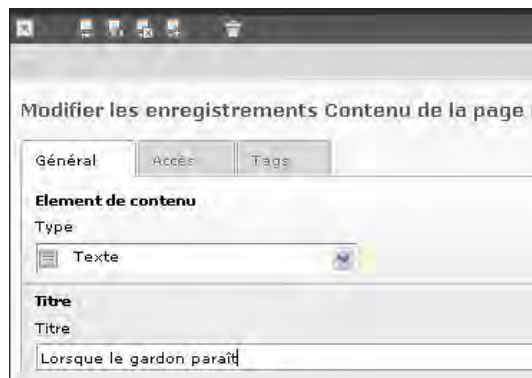 Modifier les enregistrements Contenu de la page
Général Accès Tags
Element de contenu
Type
Texte
Titre
Titre
Lorsque le gardon paraît